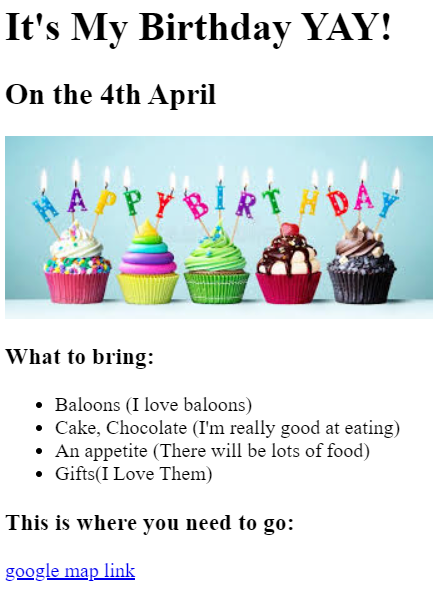 It's My Birthday YAY!
On the 4th April
HAPPY BIRTHDAY
What to bring:
Baloons (I love baloons)
Cake, Chocolate (I'm really good at eating)
An appetite (There will be lots of food)
Gifts(I Love Them)
This is where you need to go:
google map link